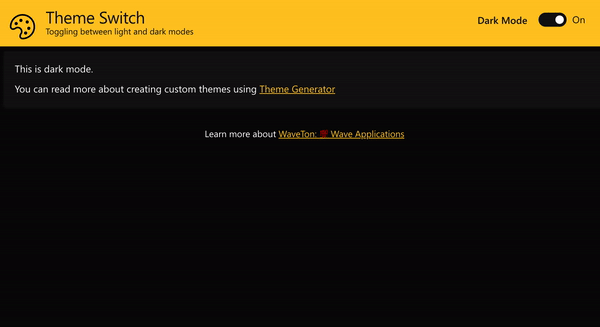 Theme Switch
Toggling between light and dark modes
Dark Mode On
This is dark mode.
You can read more about creating custom themes using Theme Generator
Learn more about WaveTon: 💯 Wave Applications